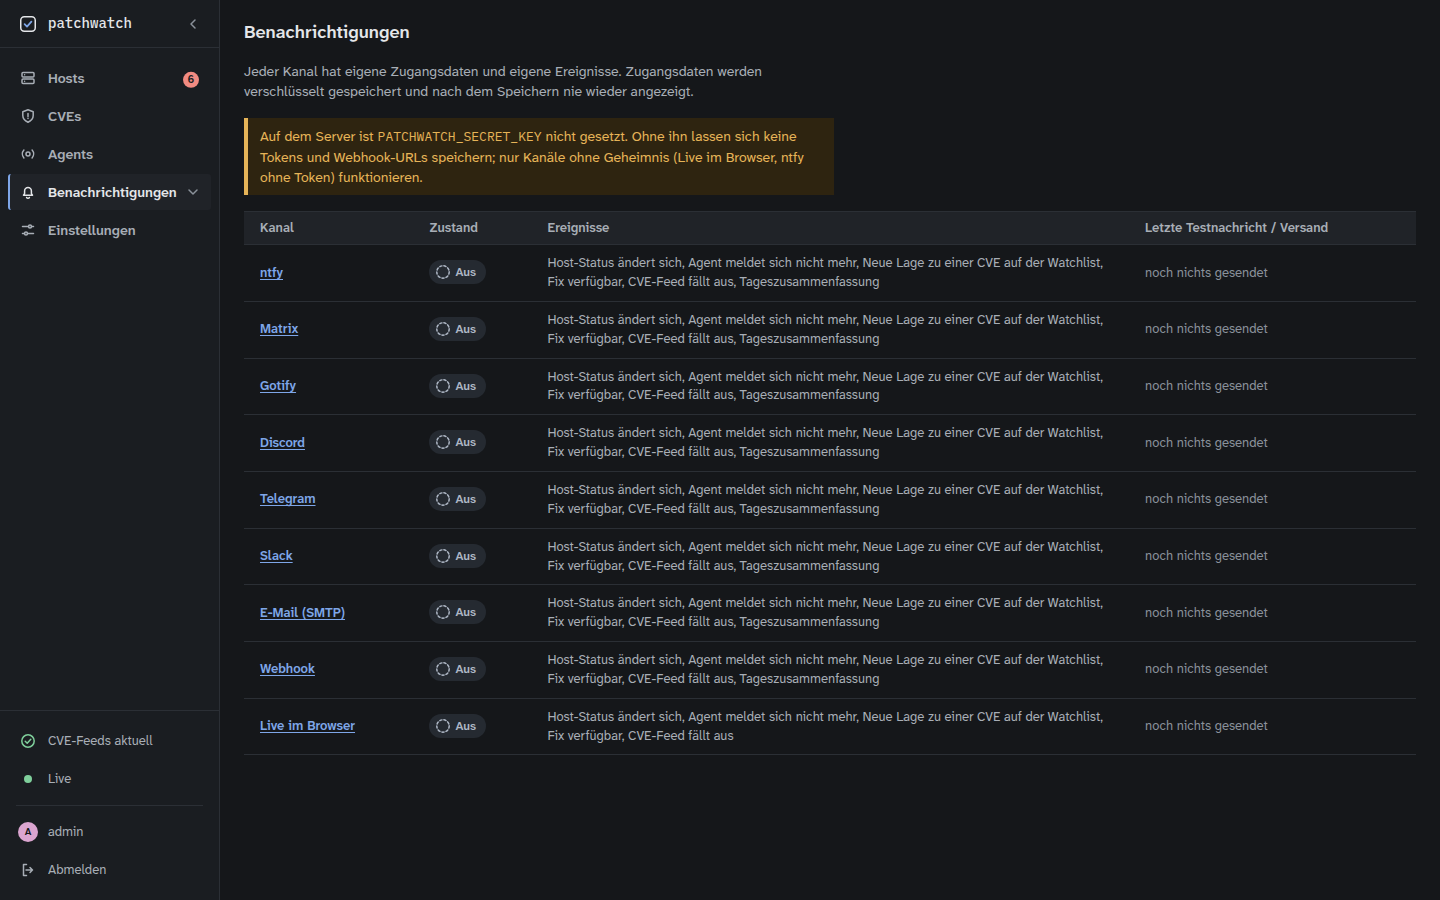 patchwatch
Hosts 6
CVEs
Agents
Benachrichtigungen
Einstellungen
CVE-Feeds aktuell
Live
A admin
Abmelden
Benachrichtigungen
Jeder Kanal hat eigene Zugangsdaten und eigene Ereignisse. Zugangsdaten werden
verschlüsselt gespeichert und nach dem Speichern nie wieder angezeigt.
Auf dem Server ist PATCHWATCH_SECRET_KEY nicht gesetzt. Ohne ihn lassen sich keine
Tokens und Webhook-URLs speichern; nur Kanäle ohne Geheimnis (Live im Browser, ntfy
ohne Token) funktionieren.
Kanal Zustand Ereignisse Letzte Testnachricht / Versand
ntfy Aus Host-Status ändert sich, Agent meldet sich nicht mehr, Neue Lage zu einer CVE auf der Watchlist, noch nichts gesendet
Fix verfügbar, CVE-Feed fällt aus, Tageszusammenfassung
Matrix Aus Host-Status ändert sich, Agent meldet sich nicht mehr, Neue Lage zu einer CVE auf der Watchlist, noch nichts gesendet
Fix verfügbar, CVE-Feed fällt aus, Tageszusammenfassung
Gotify Aus Host-Status ändert sich, Agent meldet sich nicht mehr, Neue Lage zu einer CVE auf der Watchlist, noch nichts gesendet
Fix verfügbar, CVE-Feed fällt aus, Tageszusammenfassung
Discord Aus Host-Status ändert sich, Agent meldet sich nicht mehr, Neue Lage zu einer CVE auf der Watchlist, noch nichts gesendet
Fix verfügbar, CVE-Feed fällt aus, Tageszusammenfassung
Telegram Aus Host-Status ändert sich, Agent meldet sich nicht mehr, Neue Lage zu einer CVE auf der Watchlist, noch nichts gesendet
Fix verfügbar, CVE-Feed fällt aus, Tageszusammenfassung
Slack Aus Host-Status ändert sich, Agent meldet sich nicht mehr, Neue Lage zu einer CVE auf der Watchlist, noch nichts gesendet
Fix verfügbar, CVE-Feed fällt aus, Tageszusammenfassung
E-Mail (SMTP) Aus Host-Status ändert sich, Agent meldet sich nicht mehr, Neue Lage zu einer CVE auf der Watchlist, noch nichts gesendet
Fix verfügbar, CVE-Feed fällt aus, Tageszusammenfassung
Webhook Aus Host-Status ändert sich, Agent meldet sich nicht mehr, Neue Lage zu einer CVE auf der Watchlist, noch nichts gesendet
Fix verfügbar, CVE-Feed fällt aus, Tageszusammenfassung
Live im Browser Aus Host-Status ändert sich, Agent meldet sich nicht mehr, Neue Lage zu einer CVE auf der Watchlist, noch nichts gesendet
Fix verfügbar, CVE-Feed fällt aus